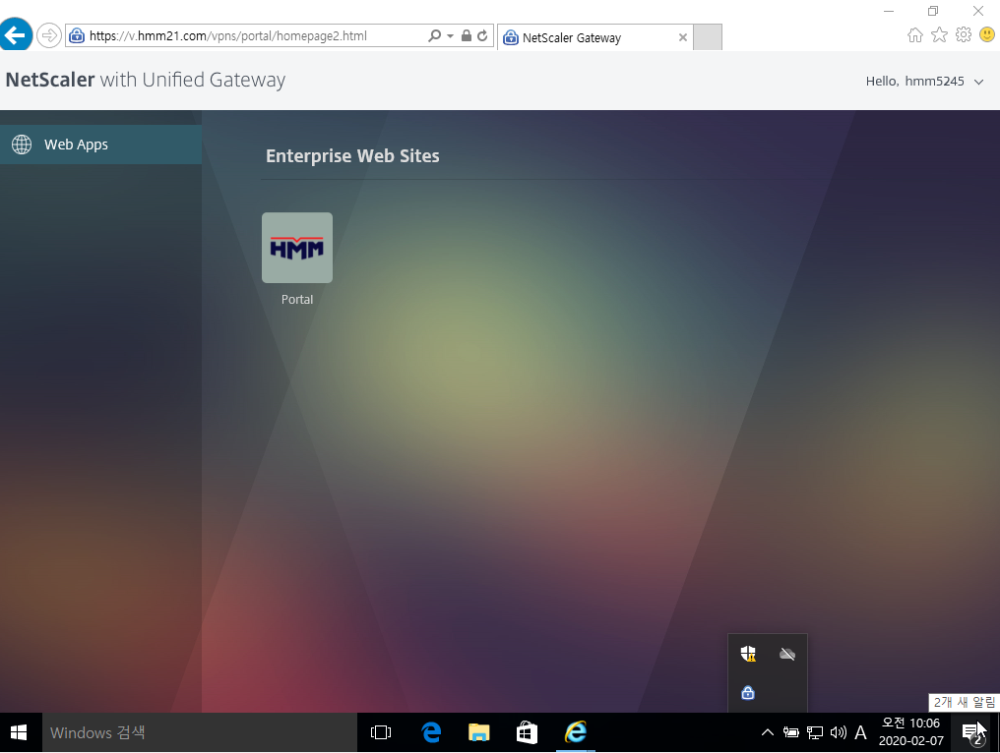 https://v.hmm21.com/vpns/portal/homepage2.html
NetScaler Gateway
NetScaler with Unified Gateway
Hello, hmm5245
Web Apps
Enterprise Web Sites
HMM
Portal
2개 새 알림
Windows 검색
A
오전 10:06
2020-02-07
2